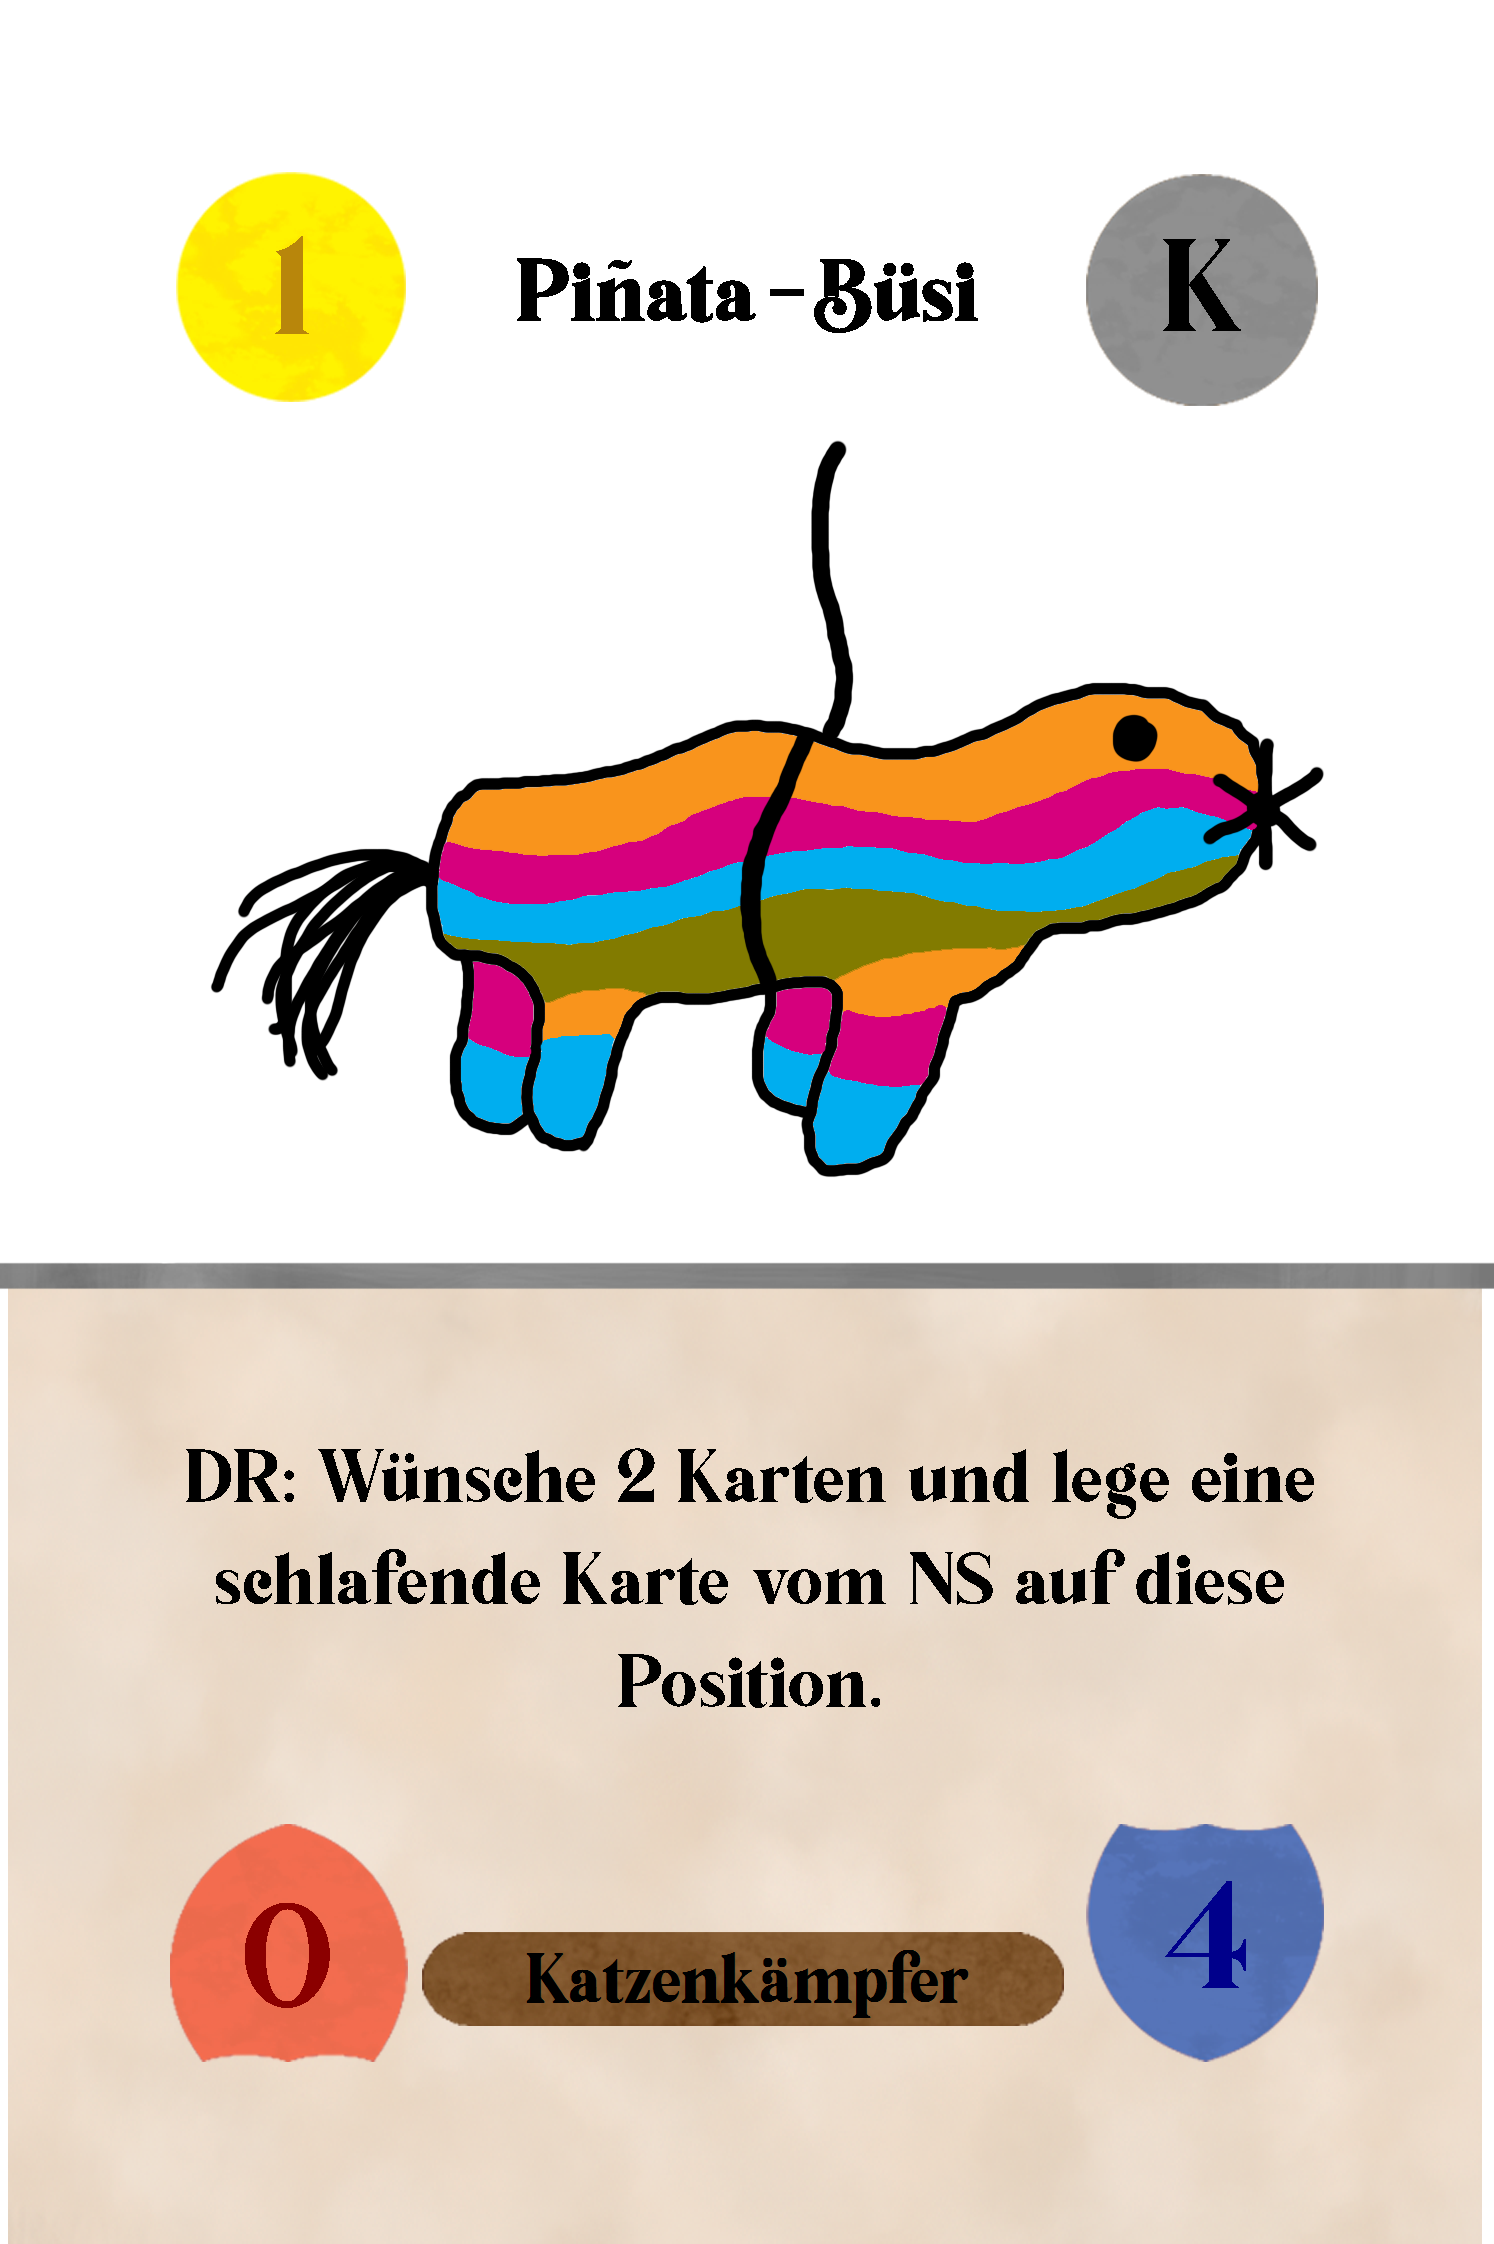 1
Piñata-Büsi
K
DR: Wünsche 2 Karten und lege eine
schlafende Karte vom NS auf diese
Position.
0
Katzenkämpfer
4